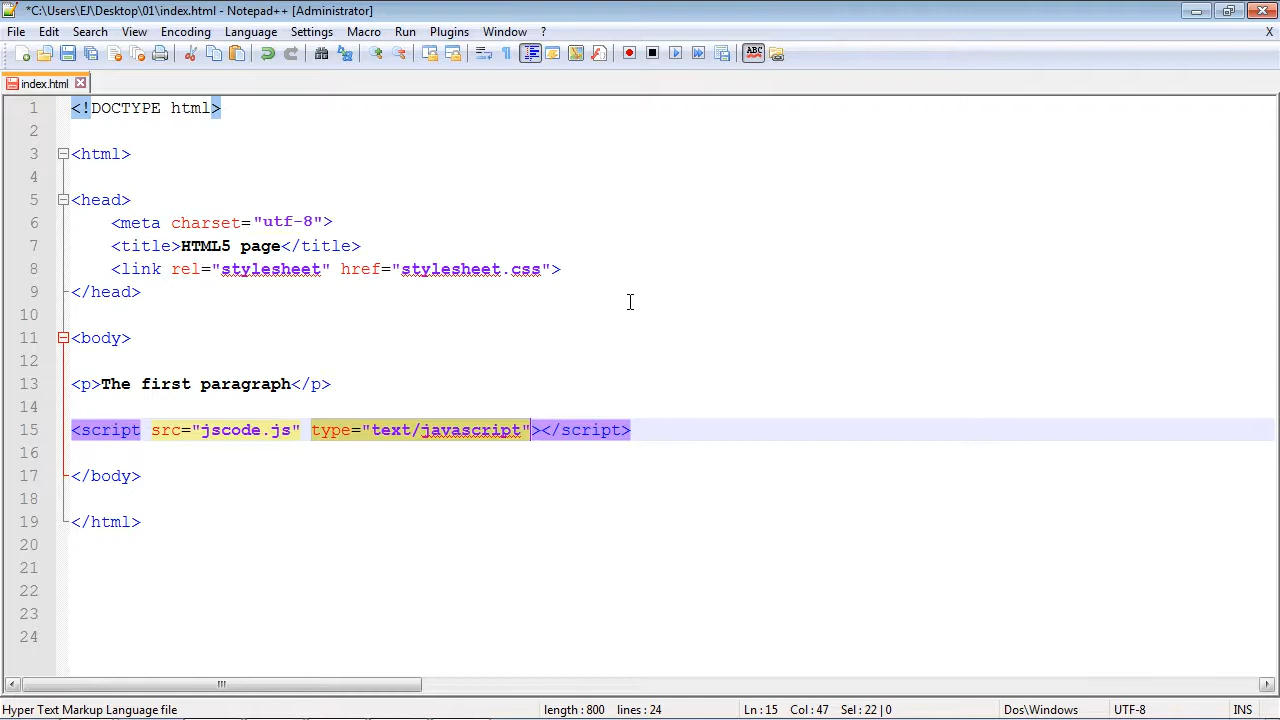 *C:\Users\EJ\Desktop\01\index.html - Notepad++ [Administrator]
File Edit Search View Encoding Language Settings Macro Run Plugins Window ? X
ABC
index.html
1 <!DOCTYPE html>
2
3 <html>
4
5 <head>
6 <meta charset="utf-8">
7 <title>HTML5 page</title>
8 <link rel="stylesheet" href="stylesheet.css">
9 </head>
10
11 <body>
12
13 <p>The first paragraph</p>
14
15 <script src="jscode.js" type="text/javascript"></script>
16
17 </body>
18
19 </html>
20
21
22
23
24
Hyper Text Markup Language file length : 800 lines : 24 Ln : 15 Col : 47 Sel : 22 | 0 Dos\Windows UTF-8 INS